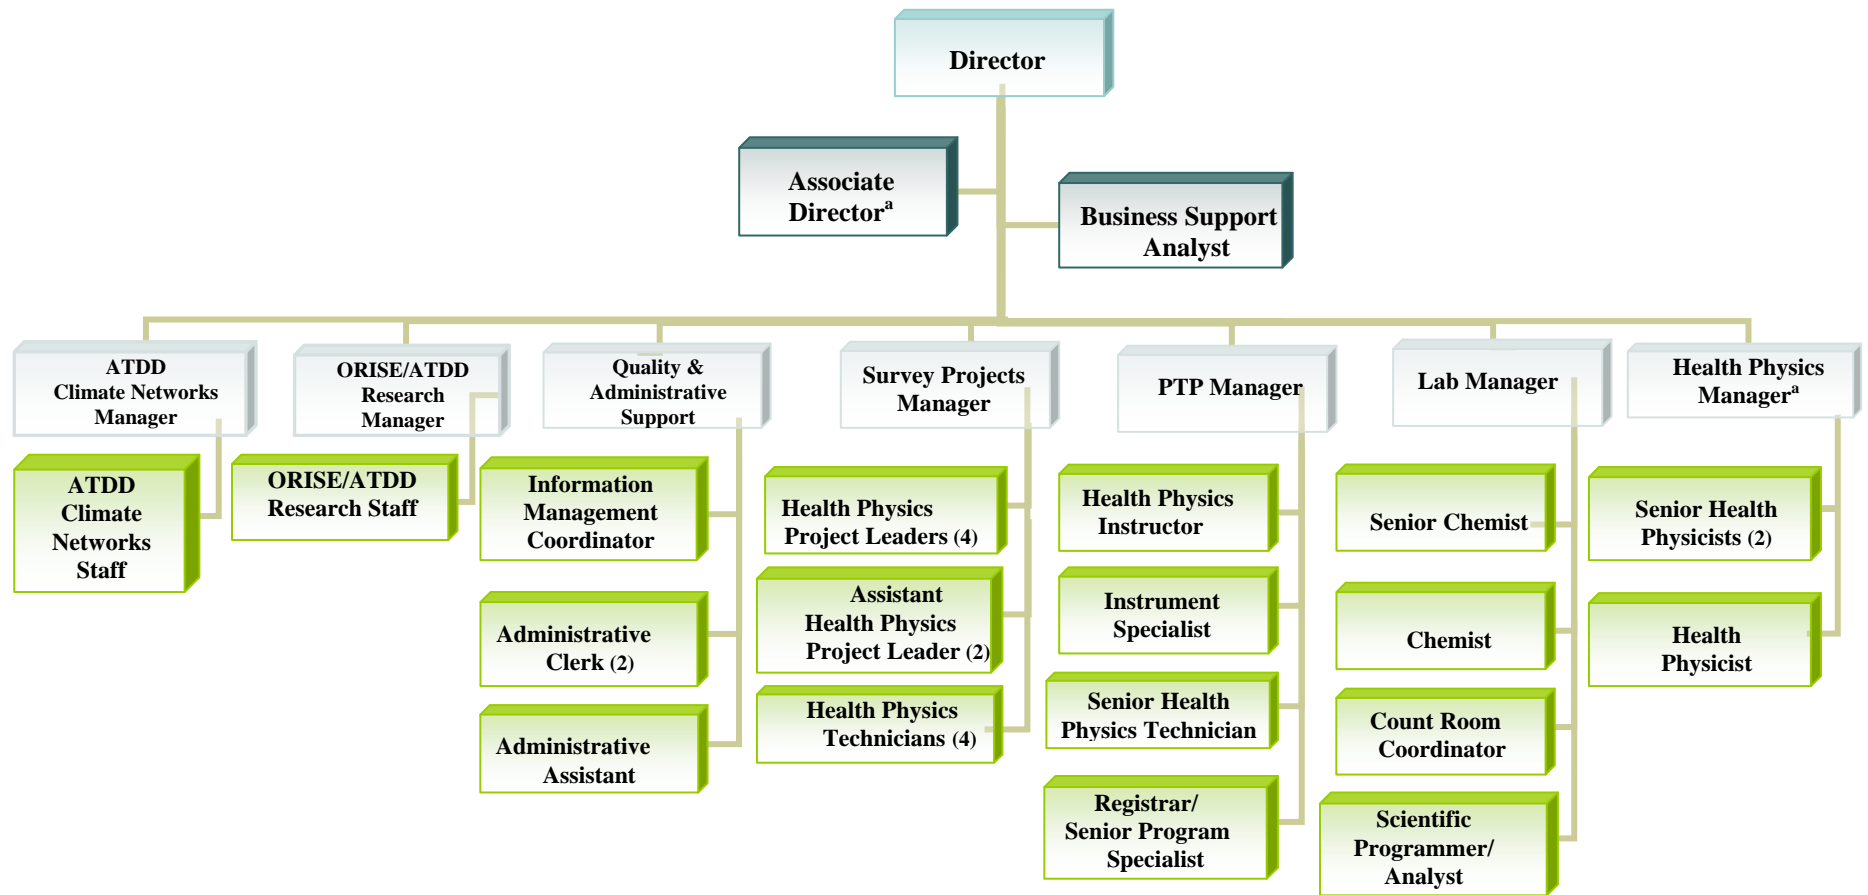 Director
Associate
Director^a
Business Support
Analyst
ATDD
Climate Networks
Manager
ORISE/ATDD
Research
Manager
Quality &
Administrative
Support
Survey Projects
Manager
PTP Manager
Lab Manager
Health Physics
Manager^a
ATDD
Climate
Networks
Staff
ORISE/ATDD
Research Staff
Information
Management
Coordinator
Administrative
Clerk (2)
Administrative
Assistant
Health Physics
Project Leaders (4)
Assistant
Health Physics
Project Leader (2)
Health Physics
Technicians (4)
Health Physics
Instructor
Instrument
Specialist
Senior Health
Physics Technician
Registrar/
Senior Program
Specialist
Senior Chemist
Chemist
Count Room
Coordinator
Scientific
Programmer/
Analyst
Senior Health
Physicists (2)
Health
Physicist